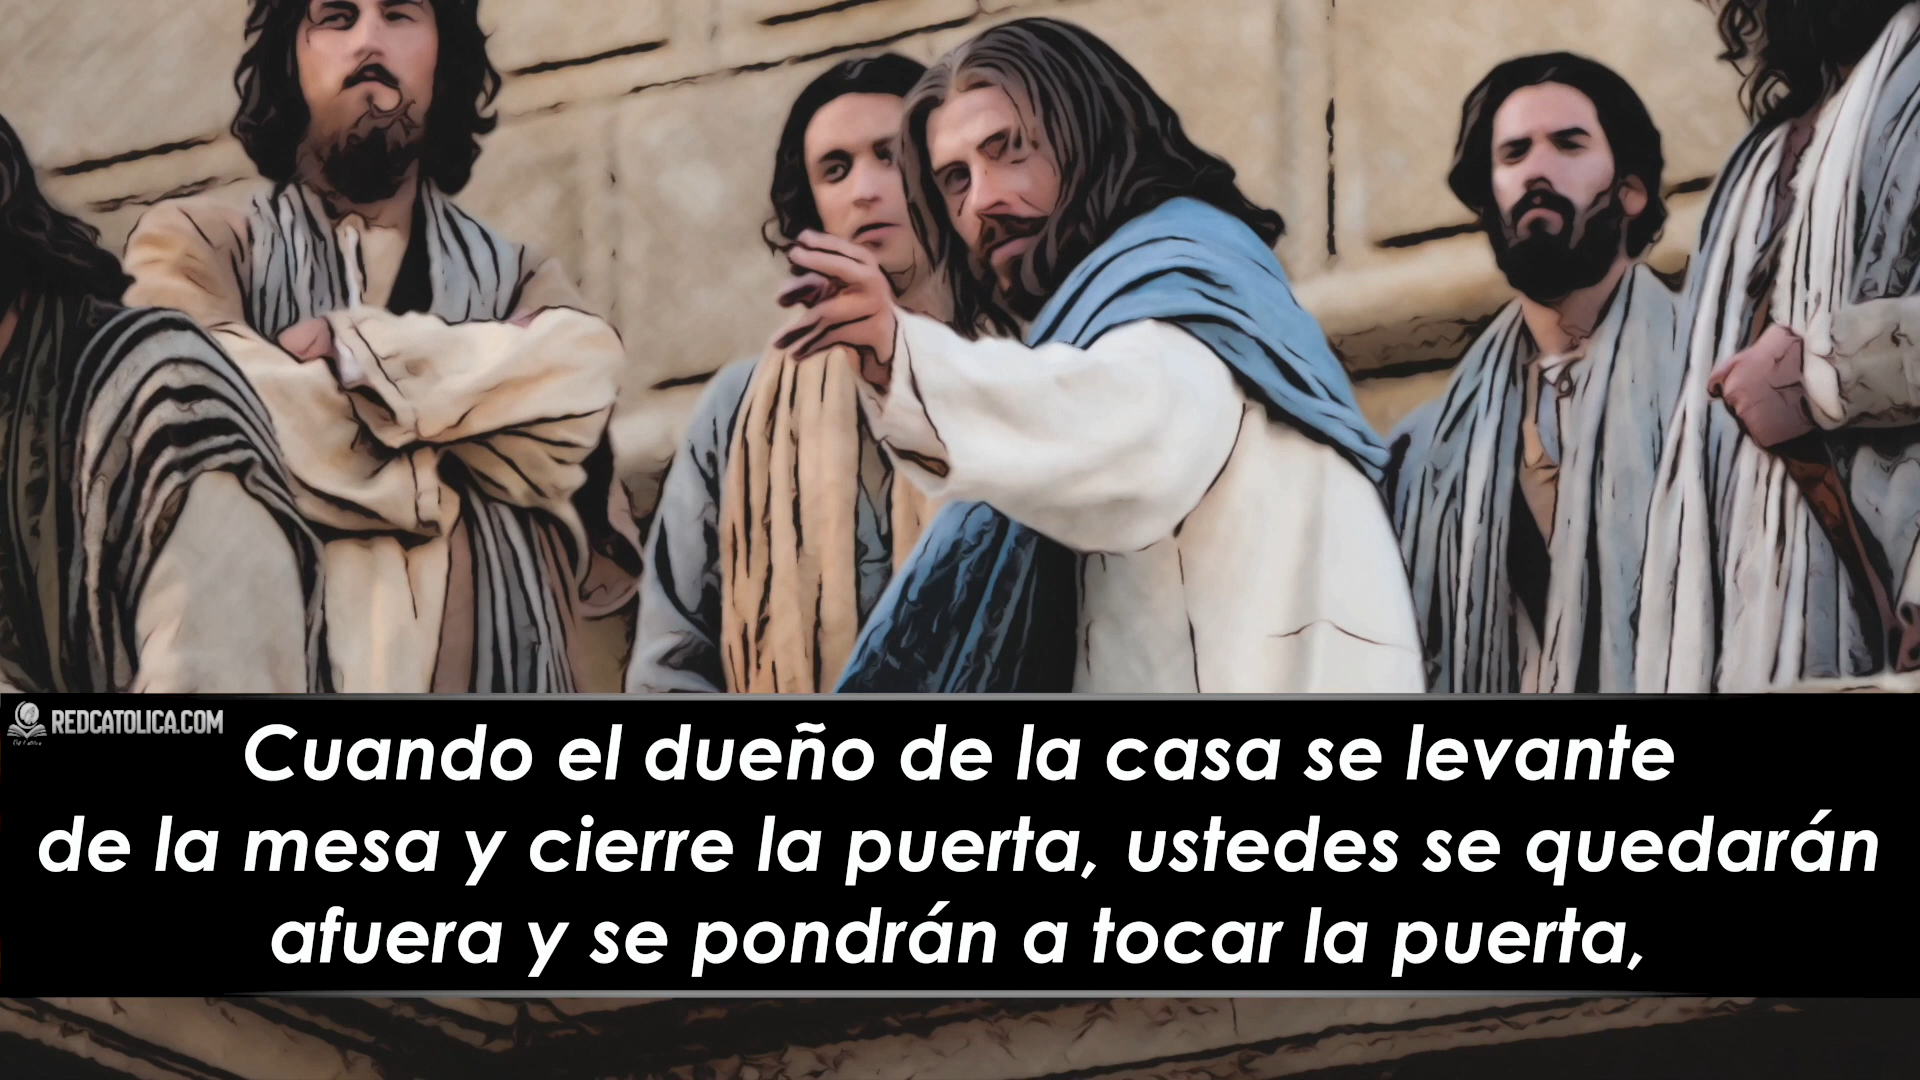 REDCATOLICA.COM
Cuando el dueño de la casa se levante
de la mesa y cierre la puerta, ustedes se quedarán
afuera y se pondrán a tocar la puerta,